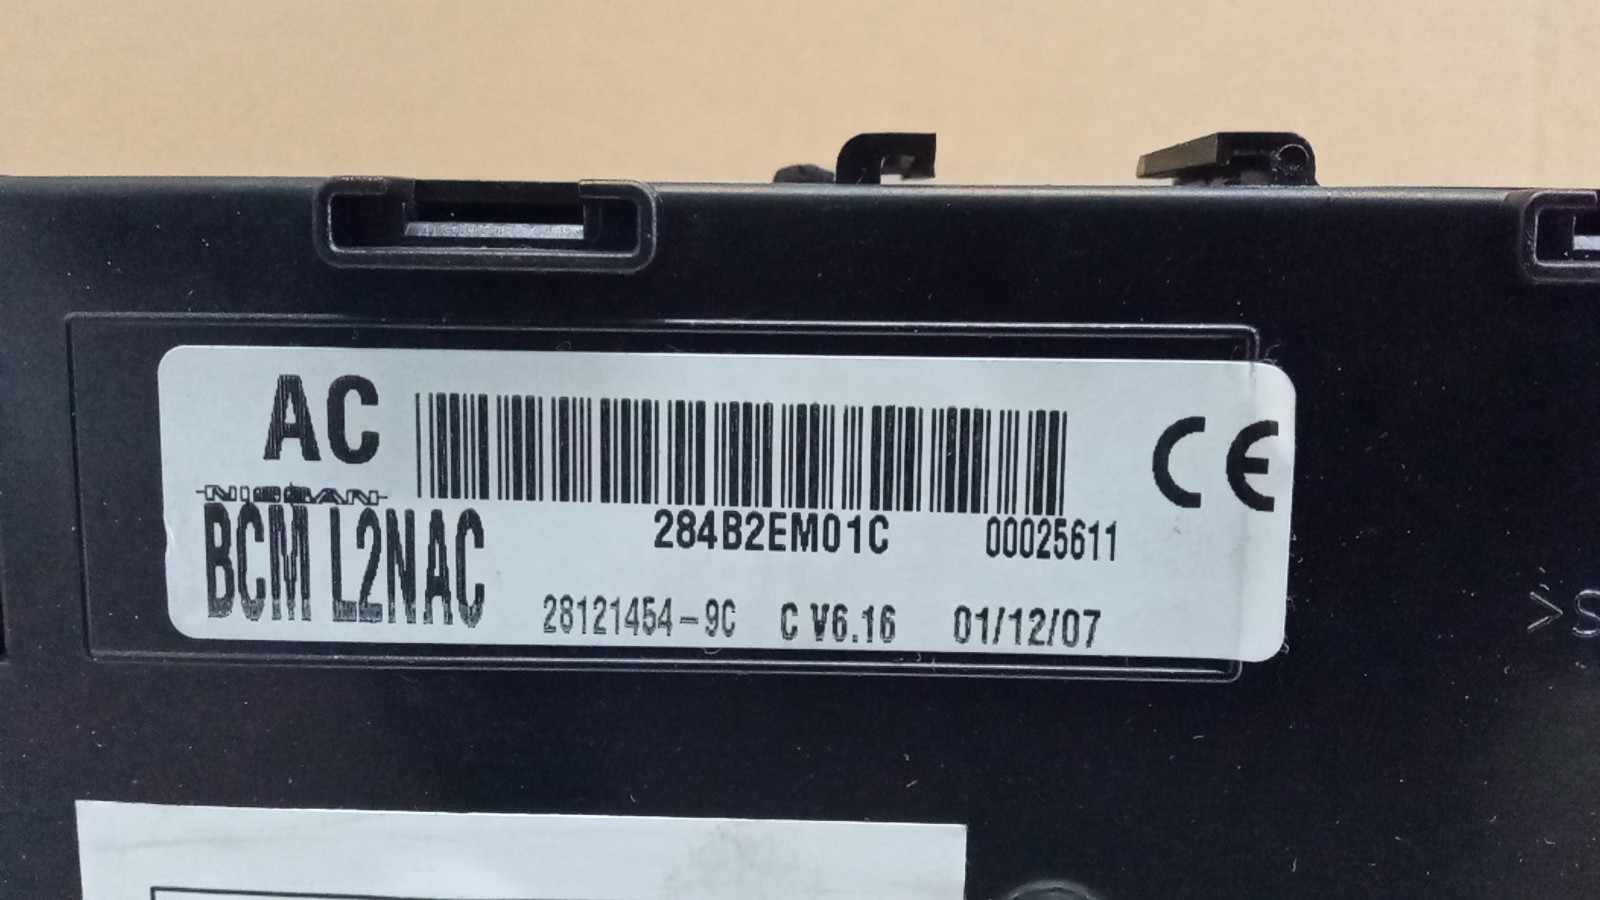 AC
NISSAN
BCM L2NAC
284B2EM01C 00025611
28121454-9C C V6.16 01/12/07
CE
>S